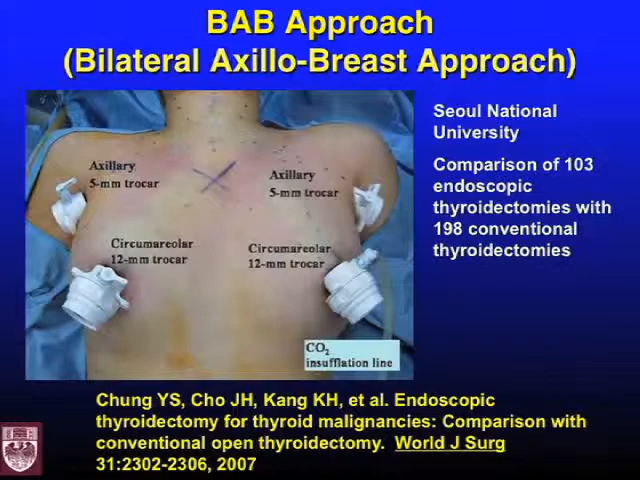 BAB Approach
(Bilateral Axillo-Breast Approach)
Seoul National
University
Comparison of 103
endoscopic
thyroidectomies with
198 conventional
thyroidectomies
Axillary
5-mm trocar
Axillary
5-mm trocar
Circumareolar
12-mm trocar
Circumareolar
12-mm trocar
CO2
insufflation line
Chung YS, Cho JH, Kang KH, et al. Endoscopic
thyroidectomy for thyroid malignancies: Comparison with
conventional open thyroidectomy. World J Surg
31:2302-2306, 2007